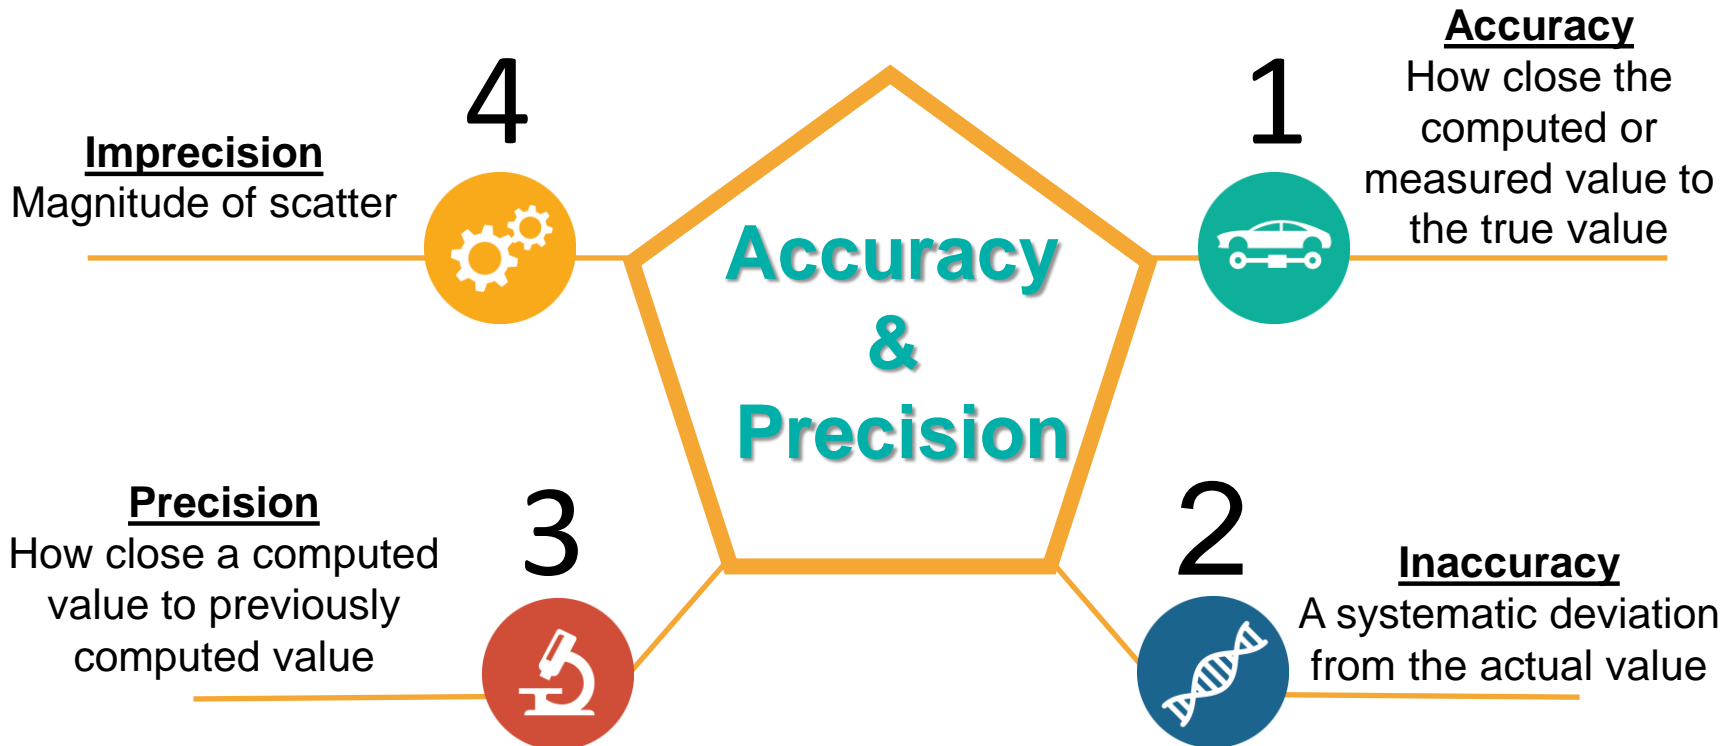 Accuracy
&
Precision
1
Accuracy
How close the
computed or
measured value to
the true value
2
Inaccuracy
A systematic deviation
from the actual value
3
Precision
How close a computed
value to previously
computed value
4
Imprecision
Magnitude of scatter